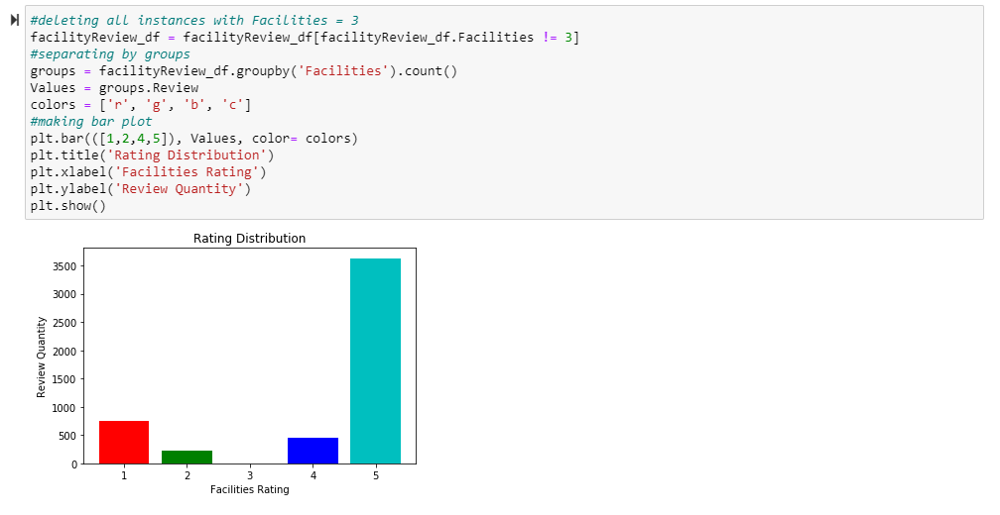 #deleting all instances with Facilities = 3
facilityReview_df = facilityReview_df[facilityReview_df.Facilities != 3]
#separating by groups
groups = facilityReview_df.groupby('Facilities').count()
Values = groups.Review
colors = ['r', 'g', 'b', 'c']
#making bar plot
plt.bar(([1,2,4,5]), Values, color= colors)
plt.title('Rating Distribution')
plt.xlabel('Facilities Rating')
plt.ylabel('Review Quantity')
plt.show()
Rating Distribution
Review Quantity
3500
3000
2500
2000
1500
1000
500
0
1 2 3 4 5
Facilities Rating